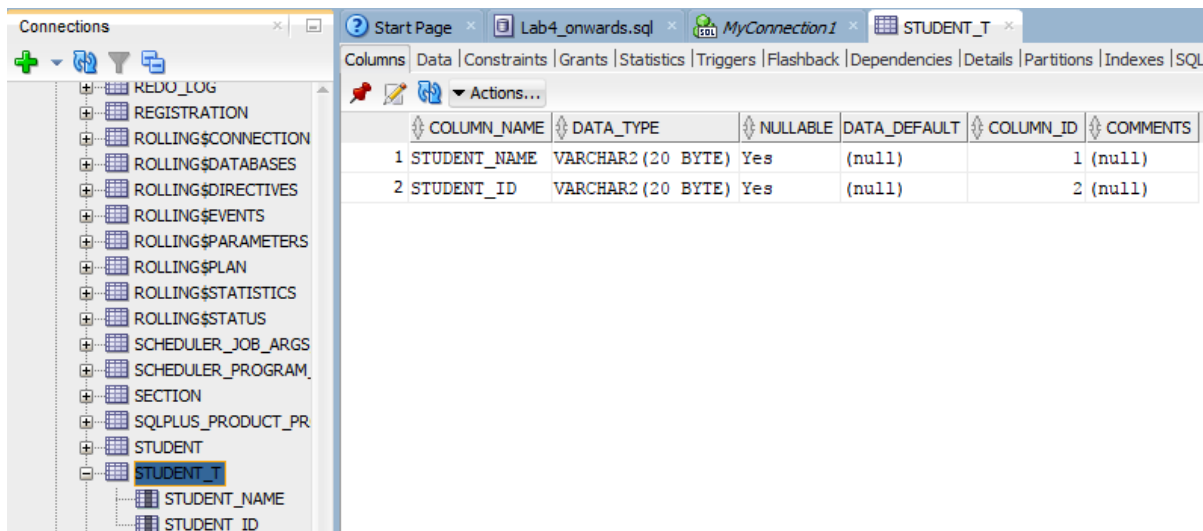 Connections
Start Page
Lab4_onwards.sql
MyConnection1
STUDENT_T
Columns Data |Constraints |Grants |Statistics |Triggers |Flashback |Dependencies |Details |Partitions |Indexes |SQL
Actions...
REDO_LOG
REGISTRATION
ROLLING$CONNECTION
ROLLING$DATABASES
ROLLING$DIRECTIVES
ROLLING$EVENTS
ROLLING$PARAMETERS
ROLLING$PLAN
ROLLING$STATISTICS
ROLLING$STATUS
SCHEDULER_JOB_ARGS
SCHEDULER_PROGRAM_
SECTION
SQLPLUS_PRODUCT_PR
STUDENT
STUDENT_T
STUDENT_NAME
STUDENT_ID
COLUMN_NAME DATA_TYPE NULLABLE DATA_DEFAULT COLUMN_ID COMMENTS
1 STUDENT_NAME VARCHAR2(20 BYTE) Yes (null) 1 (null)
2 STUDENT_ID VARCHAR2(20 BYTE) Yes (null) 2 (null)